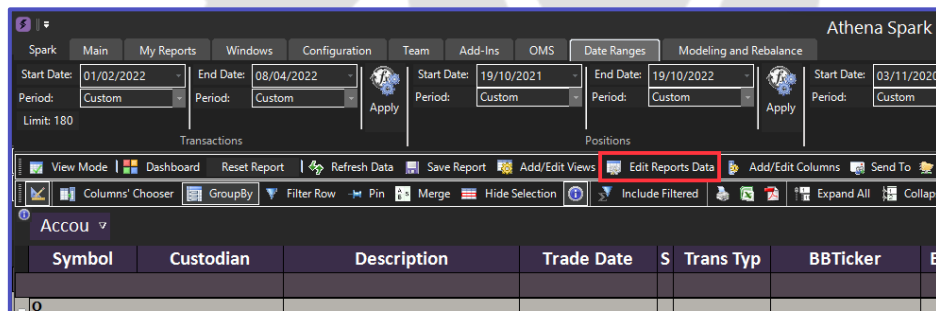 Athena Spark
Spark Main My Reports Windows Configuration Team Add-Ins OMS Date Ranges Modeling and Rebalance
Start Date: 01/02/2022 End Date: 08/04/2022 Start Date: 19/10/2021 End Date: 19/10/2022 Start Date: 03/11/2020
Period: Custom Period: Custom Apply Period: Custom Period: Custom Apply Period: Custom
Limit: 180
Transactions Positions
View Mode Dashboard Reset Report Refresh Data Save Report Add/Edit Views Edit Reports Data Add/Edit Columns Send To
Columns' Chooser GroupBy Filter Row Pin Merge Hide Selection Include Filtered Expand All Collap
Accou
Symbol Custodian Description Trade Date S Trans Typ BBTicker